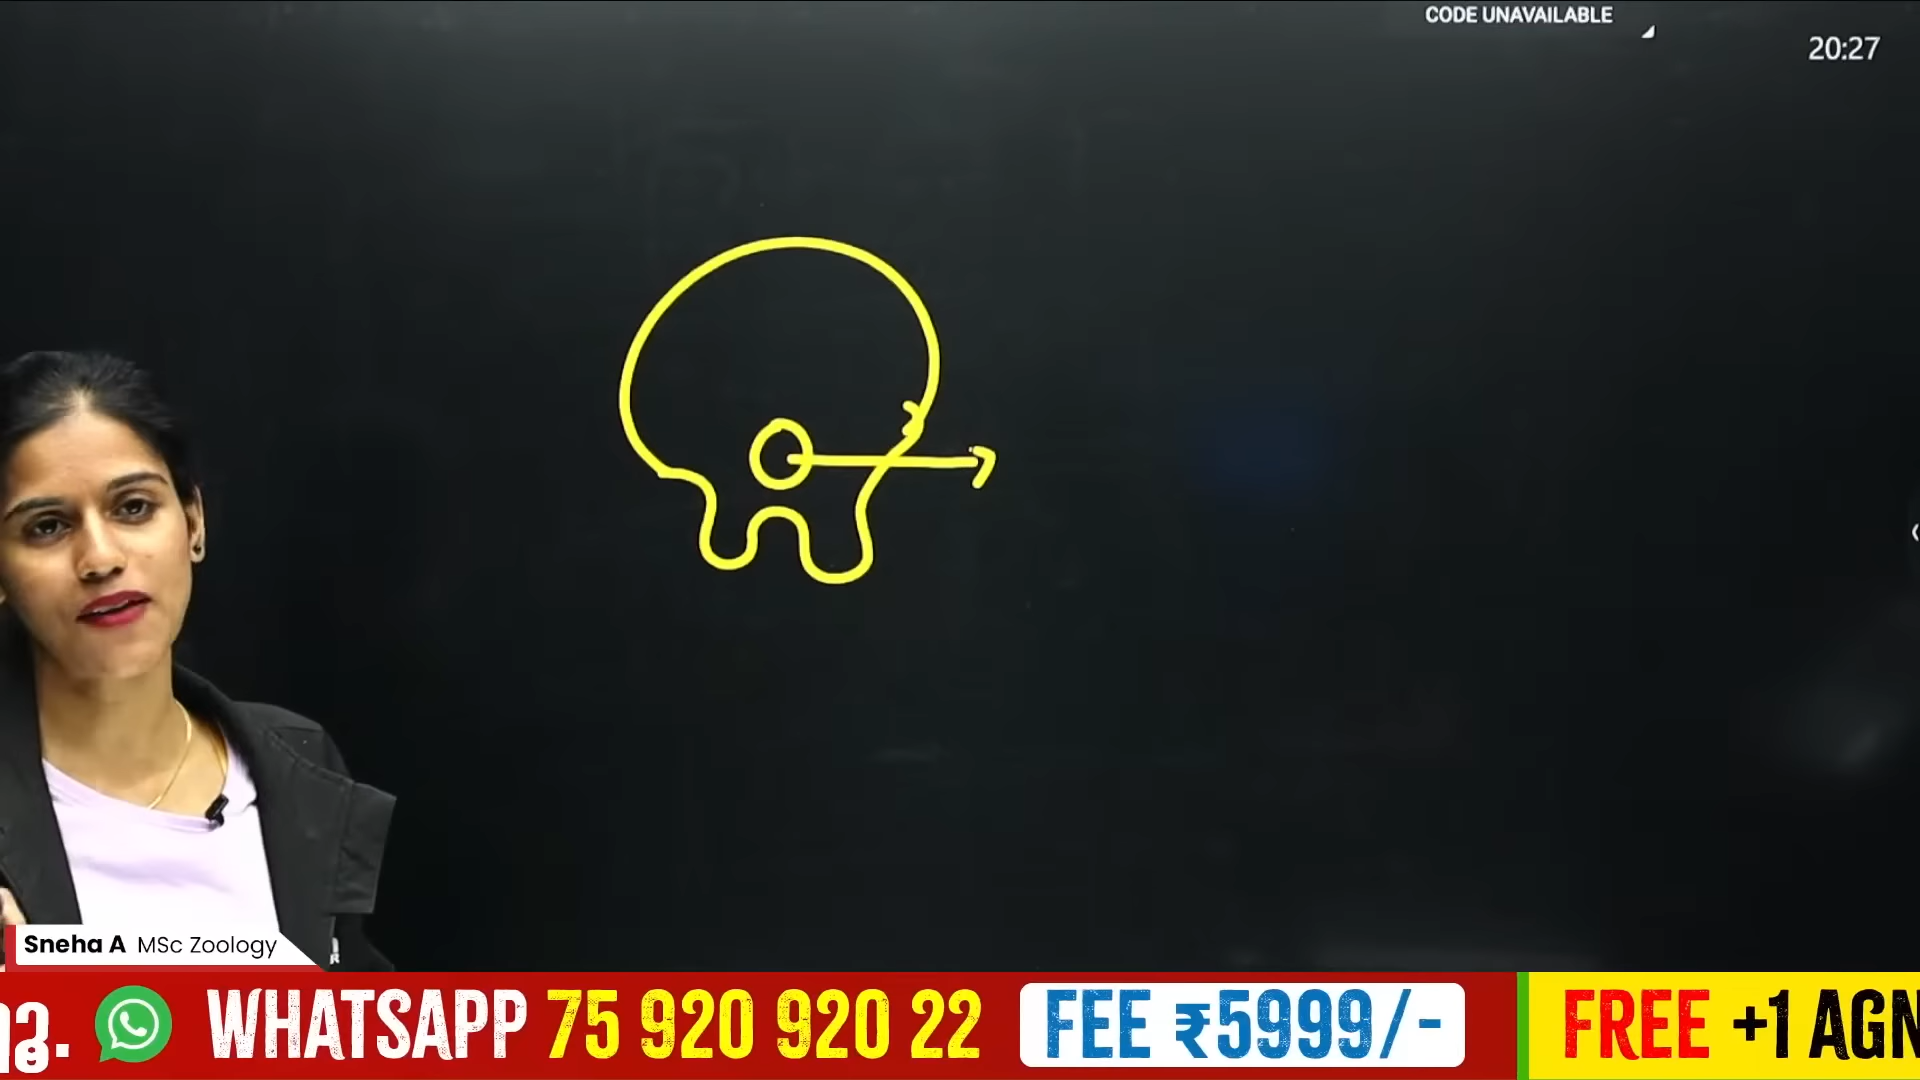 CODE UNAVAILABLE
20:27
Sneha A MSc Zoology
WHATSAPP 75 920 920 22
FEE ₹5999/-
FREE +1 AGN